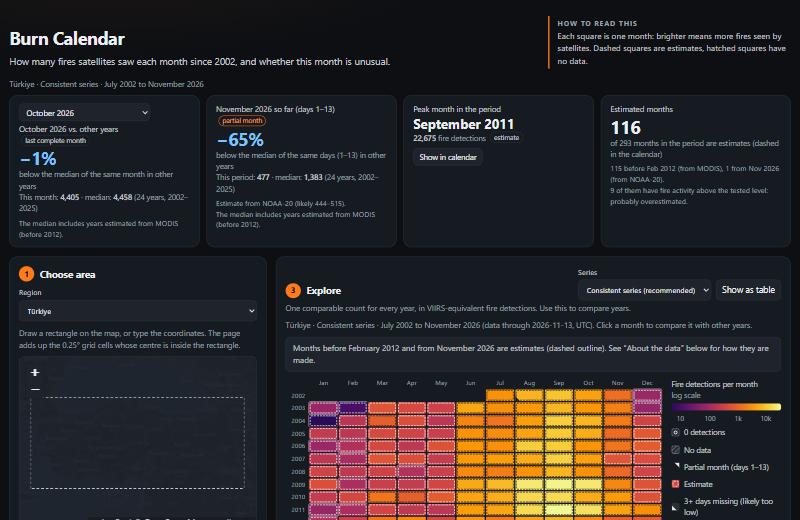 HOW TO READ THIS
Burn Calendar
Each square is one month: brighter means more fires seen by
satellites. Dashed squares are estimates, hatched squares have
no data.
How many fires satellites saw each month since 2002, and whether this month is unusual.
Türkiye · Consistent series · July 2002 to November 2026
October 2026
October 2026 vs. other years
last complete month
−1%
below the median of the same month in other
years
This month: 4,405 · median: 4,458 (24 years, 2002–
2025)
The median includes years estimated from MODIS
(before 2012).
November 2026 so far (days 1–13)
partial month
−65%
below the median of the same days (1–13) in other
years
This period: 477 · median: 1,383 (24 years, 2002–
2025)
Estimate from NOAA-20 (likely 444–515).
The median includes years estimated from MODIS
(before 2012).
Peak month in the period
September 2011
22,675 fire detections estimate
Show in calendar
Estimated months
116
of 293 months in the period are estimates (dashed
in the calendar)
115 before Feb 2012 (from MODIS), 1 from Nov 2026
(from NOAA-20).
9 of them have fire activity above the tested level:
probably overestimated.
1 Choose area
Region
Türkiye
Draw a rectangle on the map, or type the coordinates. The page
adds up the 0.25° grid cells whose centre is inside the rectangle.
+
−
3 Explore
Series
Consistent series (recommended)
Show as table
One comparable count for every year, in VIIRS-equivalent fire detections. Use this to compare years.
Türkiye · Consistent series · July 2002 to November 2026 (data through 2026-11-13, UTC). Click a month to compare it with other years.
Months before February 2012 and from November 2026 are estimates (dashed outline). See “About the data” below for how they are
made.
Jan Feb Mar Apr May Jun Jul Aug Sep Oct Nov Dec
2002
2003
2004
2005
2006
2007
2008
2009
2010
2011
Fire detections per month
log scale
10 100 1k 10k
0 detections
No data
Partial month (days 1–13)
Estimate
3+ days missing (likely too
low)